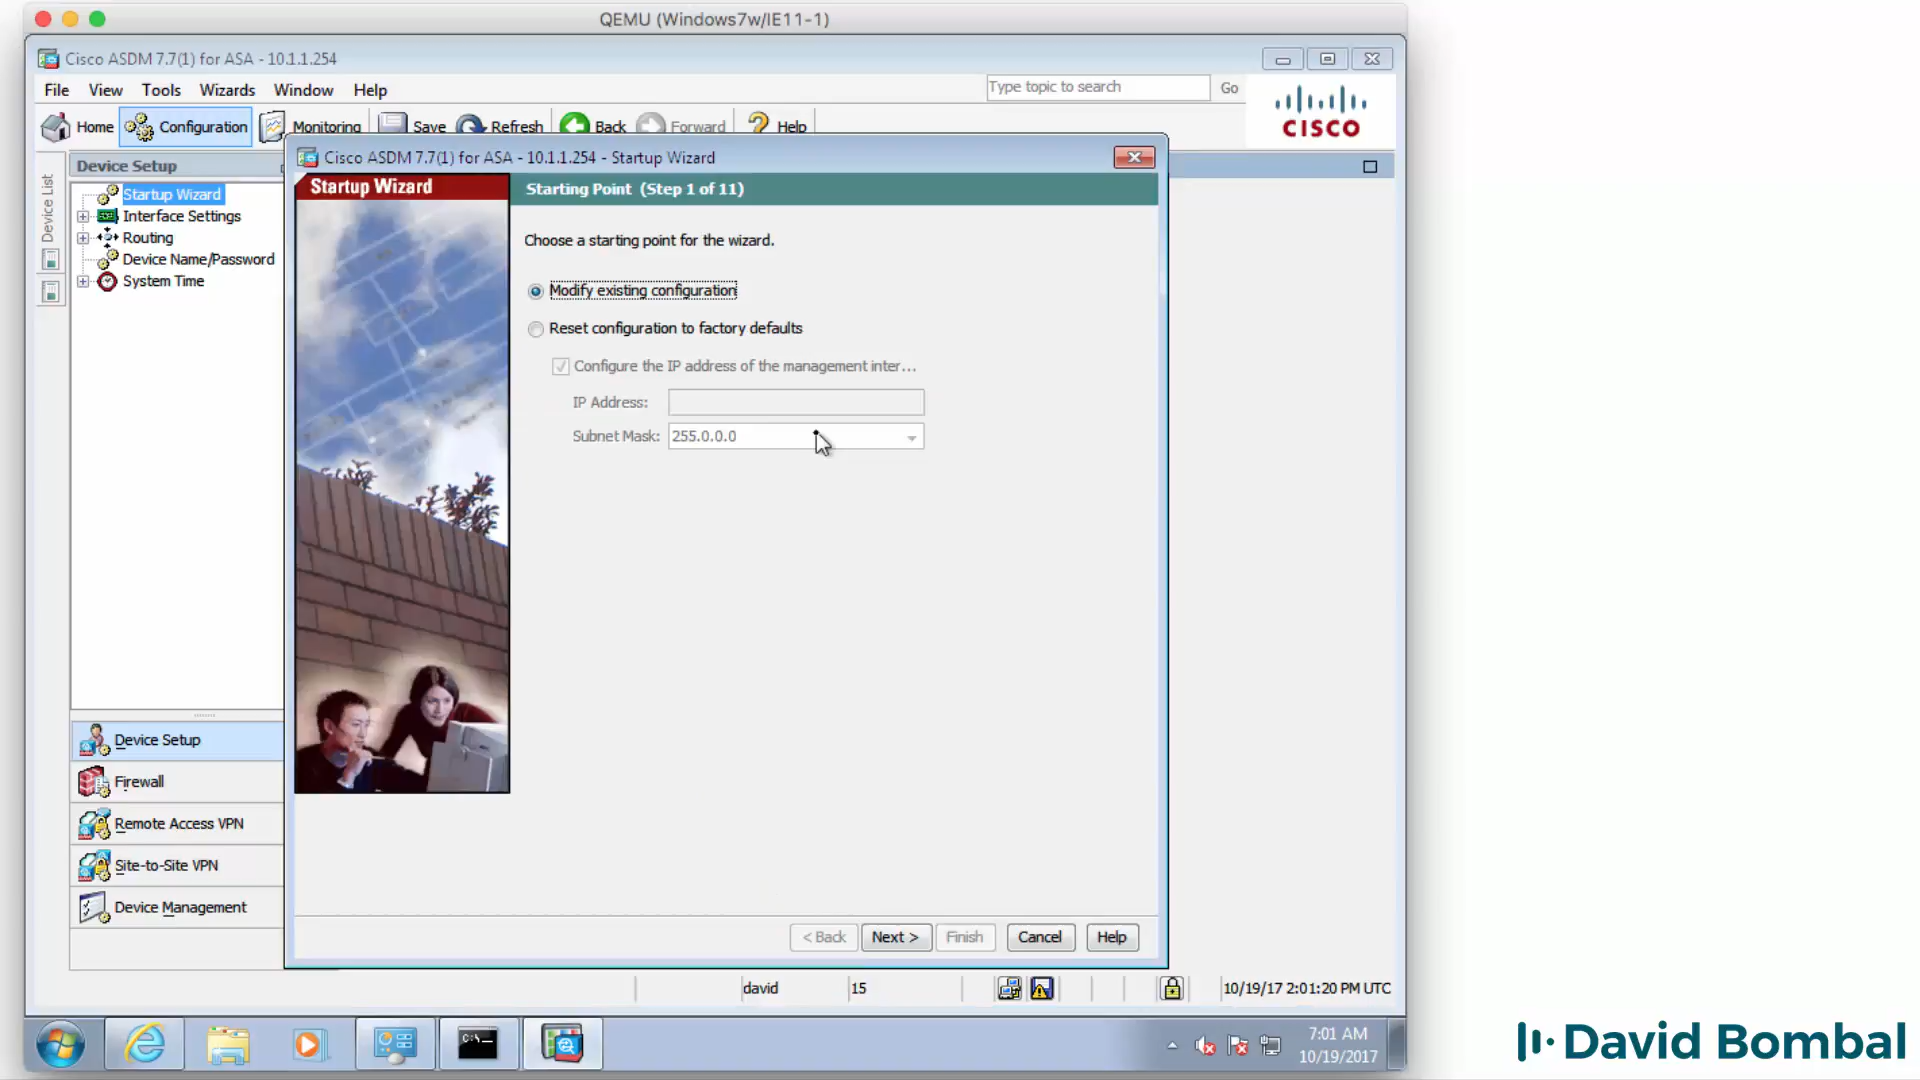 QEMU (Windows7w/IE11-1)
Cisco ASDM 7.7(1) for ASA - 10.1.1.254
File View Tools Wizards Window Help
Type topic to search Go
Home Configuration Monitoring Save Refresh Back Forward Help
CISCO
Device List
Device Setup
Startup Wizard
Interface Settings
Routing
Device Name/Password
System Time
Device Setup
Firewall
Remote Access VPN
Site-to-Site VPN
Device Management
Cisco ASDM 7.7(1) for ASA - 10.1.1.254 - Startup Wizard
Startup Wizard
Starting Point (Step 1 of 11)
Choose a starting point for the wizard.
Modify existing configuration
Reset configuration to factory defaults
Configure the IP address of the management inter...
IP Address:
Subnet Mask: 255.0.0.0
< Back Next > Finish Cancel Help
david 15 10/19/17 2:01:20 PM UTC
7:01 AM
10/19/2017
David Bombal